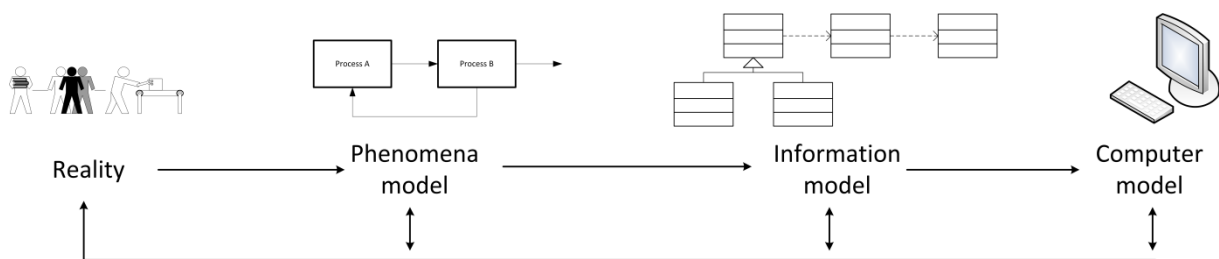 Process A
Process B
Reality
Phenomena
model
Information
model
Computer
model